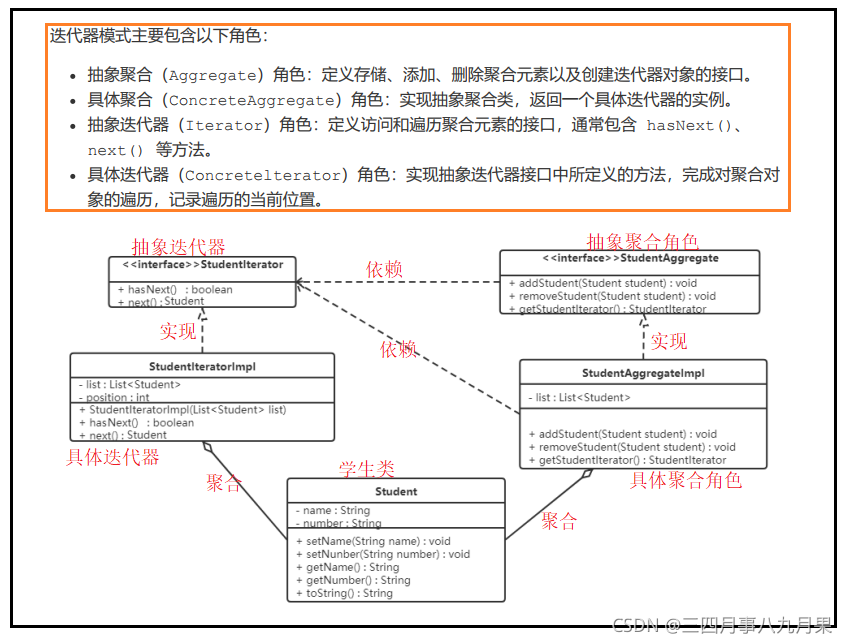 迭代器模式主要包含以下角色：
• 抽象聚合（Aggregate）角色：定义存储、添加、删除聚合元素以及创建迭代器对象的接口。
• 具体聚合（ConcreteAggregate）角色：实现抽象聚合类，返回一个具体迭代器的实例。
• 抽象迭代器（Iterator）角色：定义访问和遍历聚合元素的接口，通常包含 hasNext()、
next() 等方法。
• 具体迭代器（Concretelterator）角色：实现抽象迭代器接口中所定义的方法，完成对聚合对
象的遍历，记录遍历的当前位置。
抽象迭代器
<<interface>>StudentIterator
+ hasNext() : boolean
+ next() : Student
依赖
抽象聚合角色
<<interface>>StudentAggregate
+ addStudent(Student student) : void
+ removeStudent(Student student) : void
+ getStudentIterator() : StudentIterator
实现
依赖
实现
StudentIteratorImpl
- list : List<Student>
- position : int
+ StudentIteratorImpl(List<Student> list)
+ hasNext() : boolean
+ next() : Student
具体迭代器
StudentAggregateImpl
- list : List<Student>
+ addStudent(Student student) : void
+ removeStudent(Student student) : void
+ getStudentIterator() : StudentIterator
具体聚合角色
聚合
学生类
Student
- name : String
- number : String
+ setName(String name) : void
+ setNunber(String number) : void
+ getName() : String
+ getNumber() : String
+ toString() : String
聚合
CSDN @二四月事八九月果